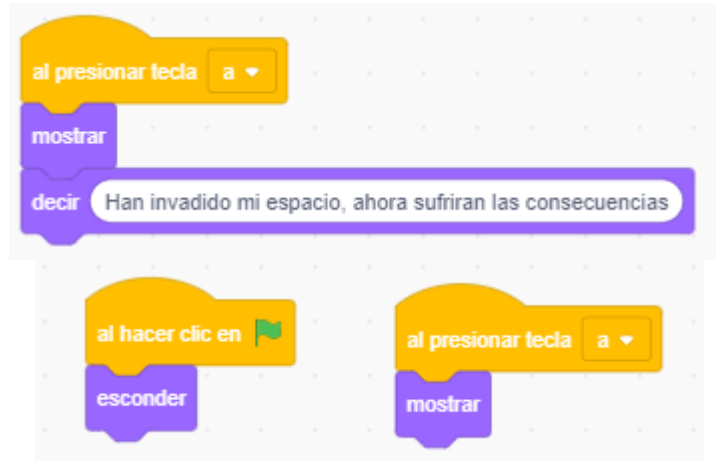 al presionar tecla a
mostrar
decir Han invadido mi espacio, ahora sufriran las consecuencias
al hacer clic en
esconder
al presionar tecla a
mostrar